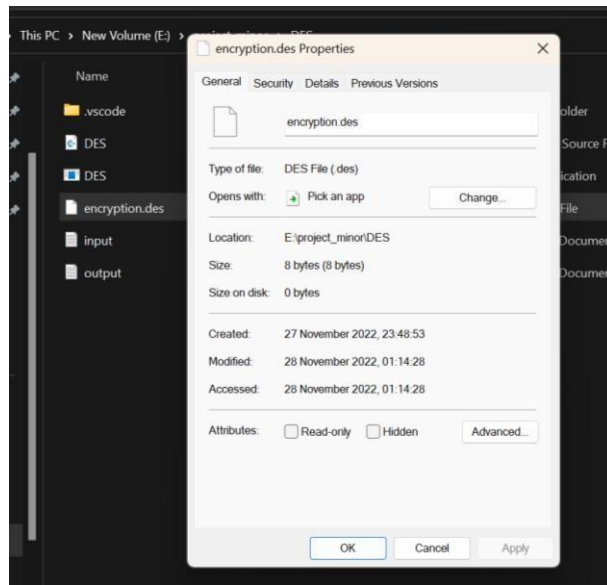 This PC > New Volume (E:) >
encryption.des Properties
Name
General Security Details Previous Versions
.vscode
older
encryption.des
DES
Source F
Type of file: DES File (.des)
DES
ication
Opens with: Pick an app Change...
encryption.des
File
Location: E:\project_minor\DES
input
Documen
Size: 8 bytes (8 bytes)
output
Documen
Size on disk: 0 bytes
Created: 27 November 2022, 23:48:53
Modified: 28 November 2022, 01:14:28
Accessed: 28 November 2022, 01:14:28
Attributes: Read-only Hidden Advanced...
OK Cancel Apply